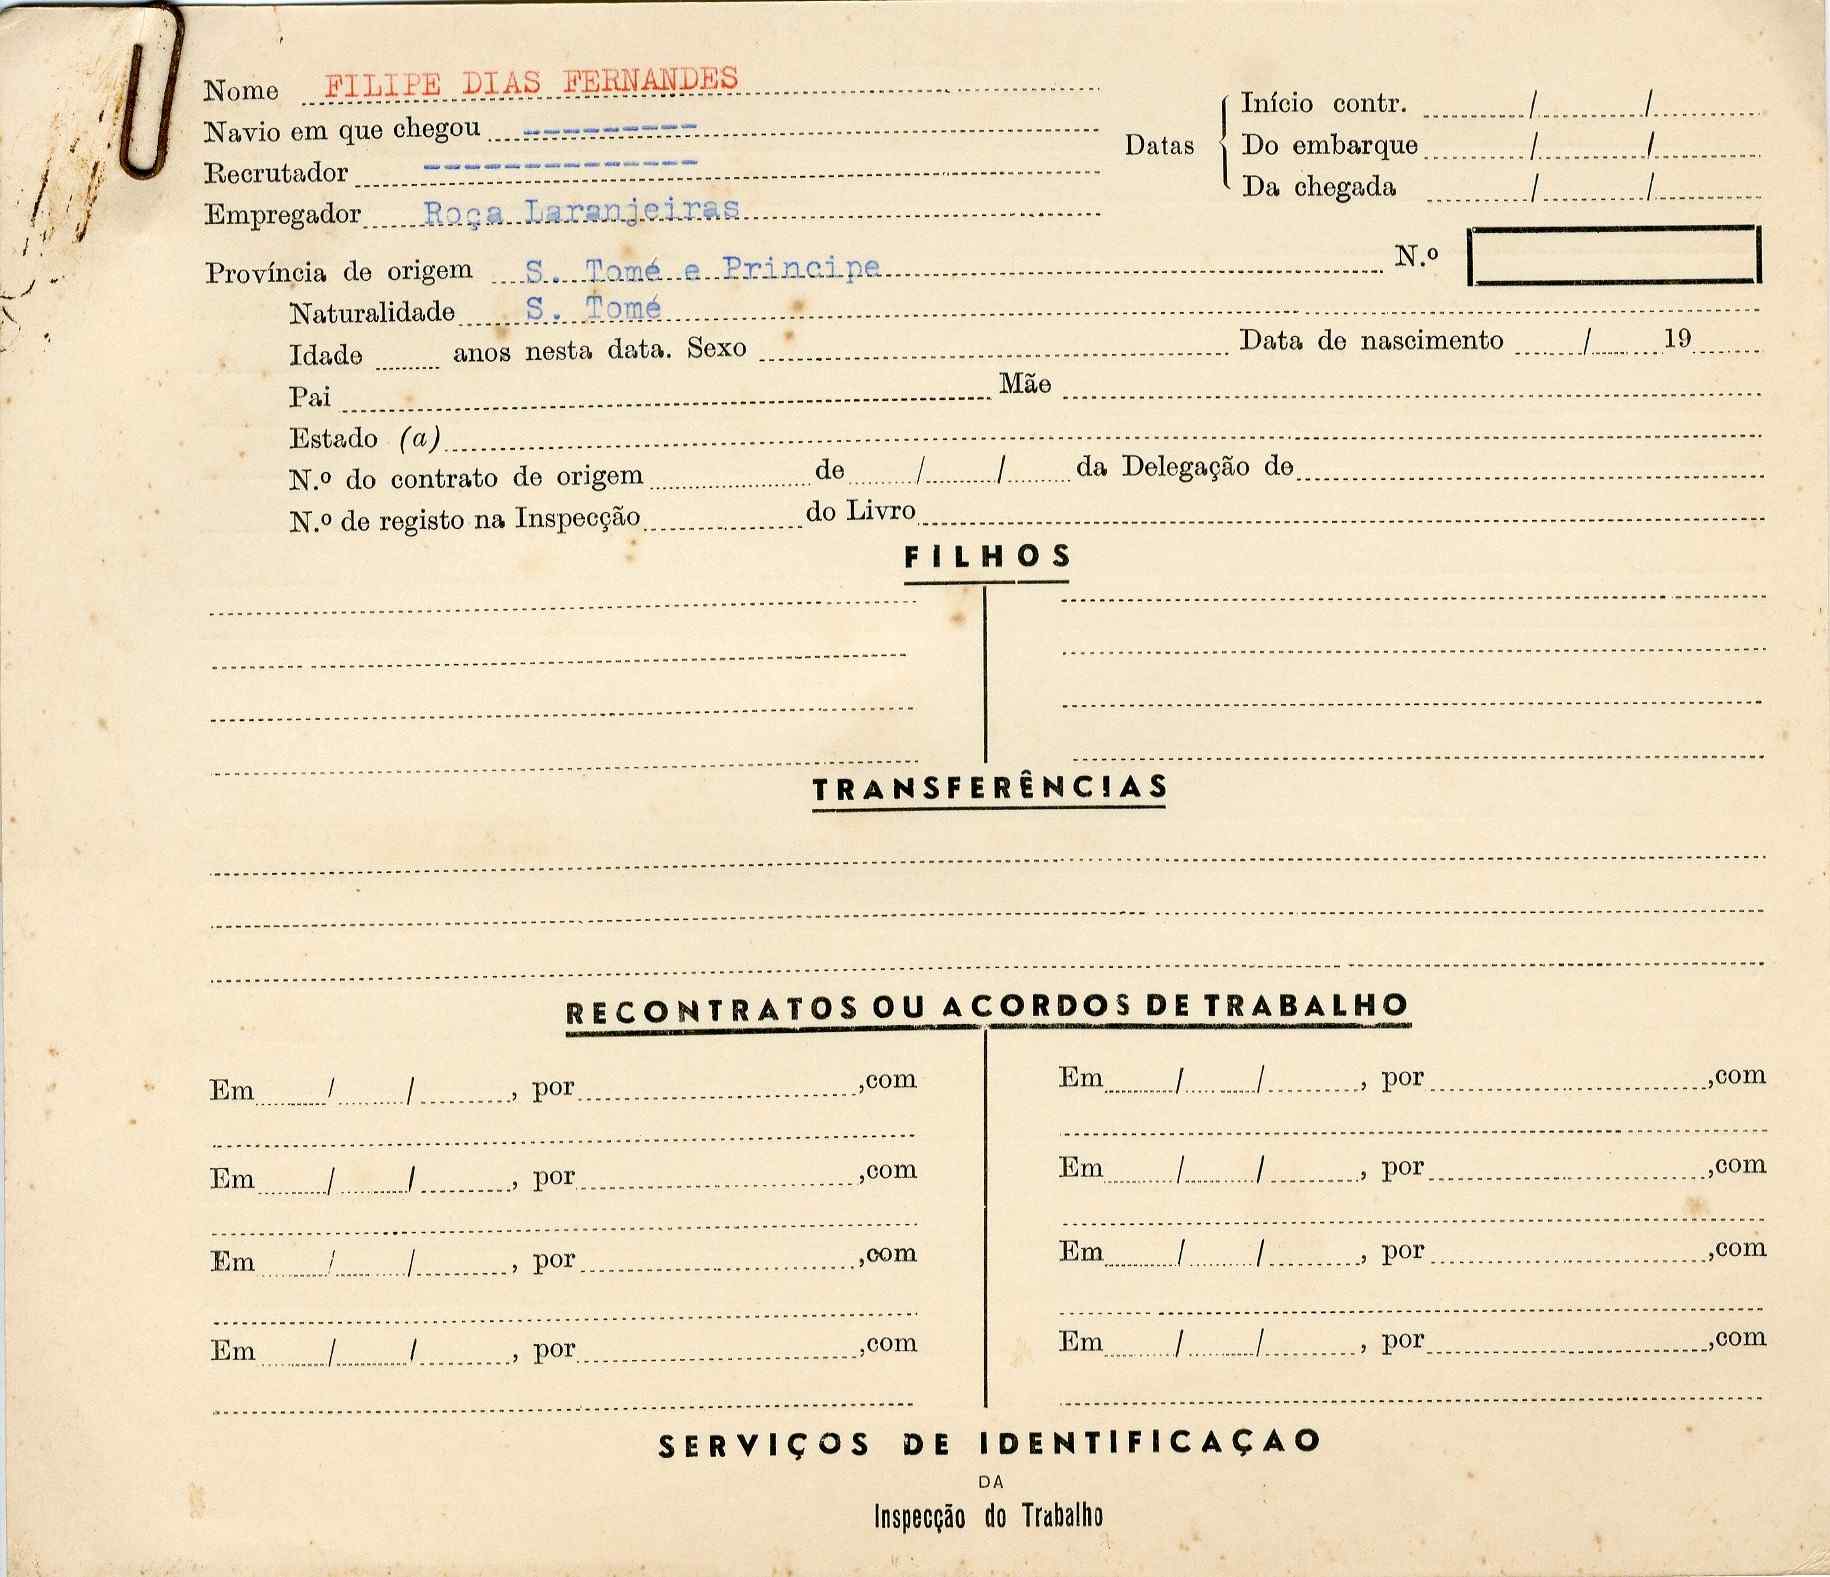 Nome FILIPE DIAS FERNANDES
Navio em que chegou ---------
Recrutador --------------
Empregador Roça Laranjeiras
Datas
Início contr. / /
Do embarque / /
Da chegada / /
Província de origem S. Tomé e Principe N.º
Naturalidade S. Tomé
Idade anos nesta data. Sexo Data de nascimento / 19
Pai Mãe
Estado (a)
N.º do contrato de origem de / / da Delegação de
N.º de registo na Inspecção do Livro
FILHOS
TRANSFERÊNCIAS
RECONTRATOS OU ACORDOS DE TRABALHO
Em / / , por ,com
Em / / , por ,com
Em / / , por ,com
Em / / , por ,com
Em / / , por ,com
Em / / , por ,com
Em / / , por ,com
Em / / , por ,com
SERVIÇOS DE IDENTIFICAÇAO
DA
Inspecção do Trabalho